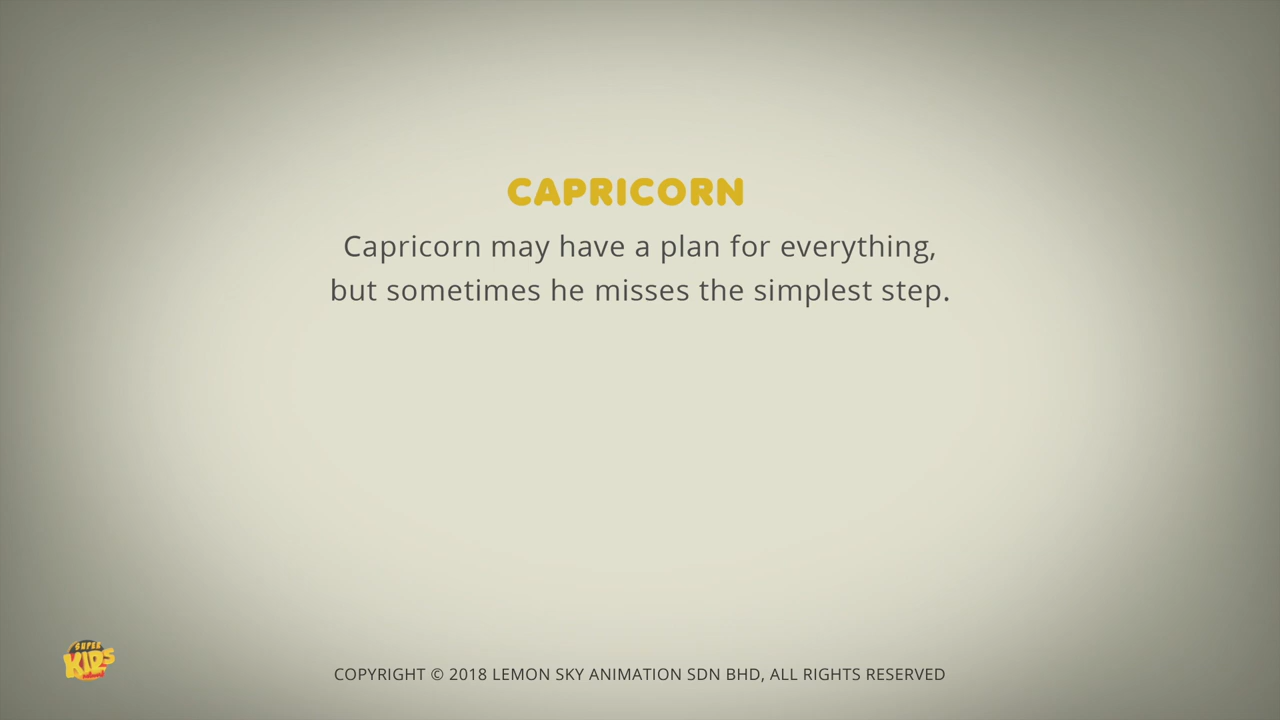 CAPRICORN
Capricorn may have a plan for everything,
but sometimes he misses the simplest step.
SUPER
KIDS
COPYRIGHT © 2018 LEMON SKY ANIMATION SDN BHD, ALL RIGHTS RESERVED